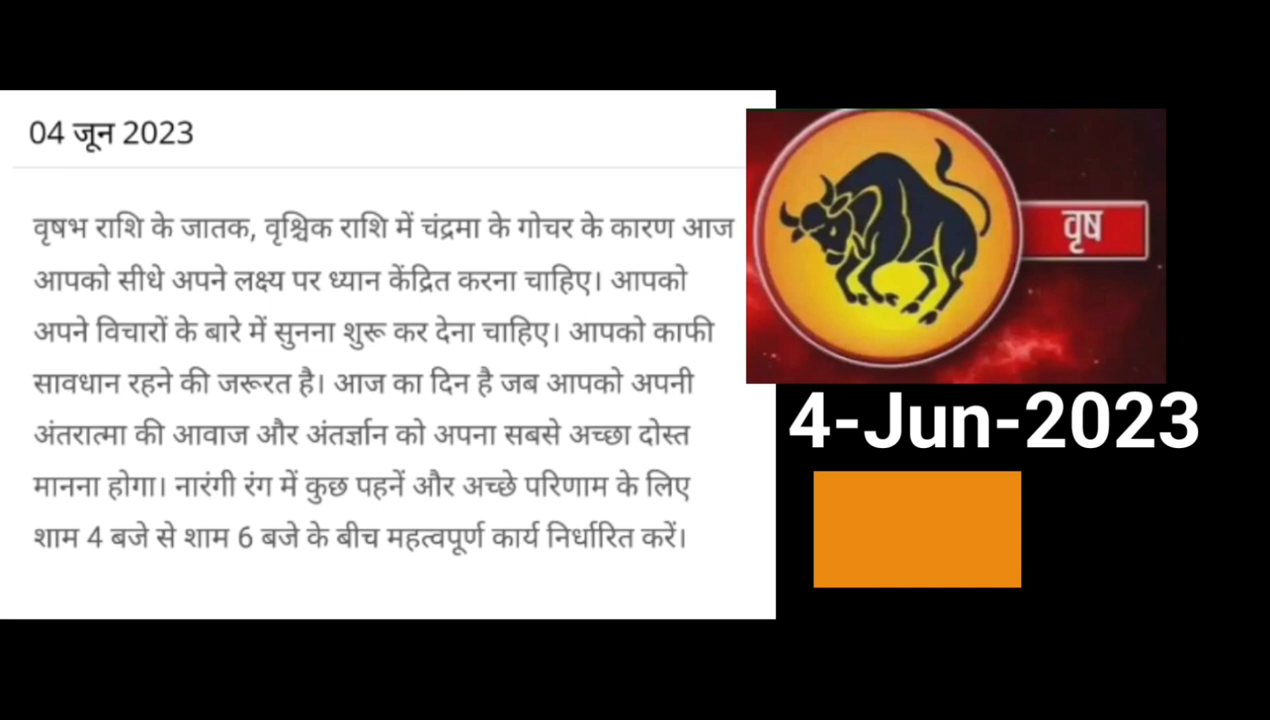 04 जून 2023
वृषभ राशि के जातक, वृश्चिक राशि में चंद्रमा के गोचर के कारण आज
आपको सीधे अपने लक्ष्य पर ध्यान केंद्रित करना चाहिए। आपको
अपने विचारों के बारे में सुनना शुरू कर देना चाहिए। आपको काफी
सावधान रहने की जरूरत है। आज का दिन है जब आपको अपनी
अंतरात्मा की आवाज और अंतर्ज्ञान को अपना सबसे अच्छा दोस्त
मानना होगा। नारंगी रंग में कुछ पहनें और अच्छे परिणाम के लिए
शाम 4 बजे से शाम 6 बजे के बीच महत्वपूर्ण कार्य निर्धारित करें।
वृष
4-Jun-2023